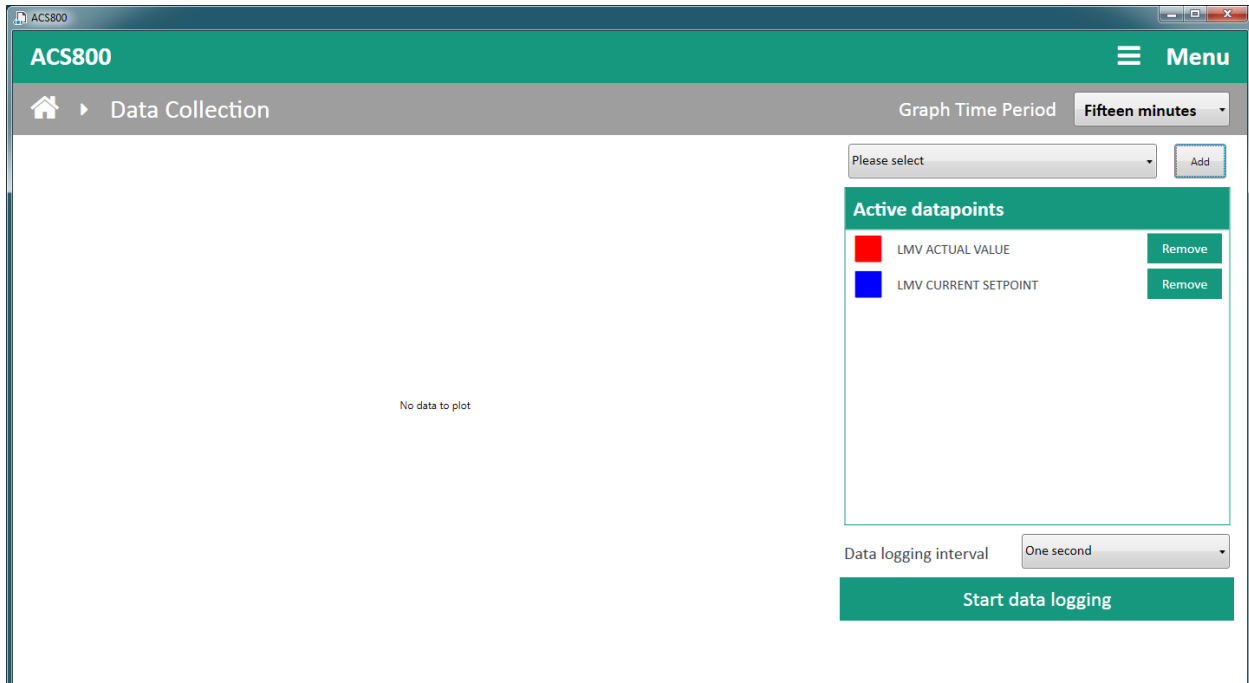 ACS800
ACS800
Menu
Data Collection
Graph Time Period
Fifteen minutes
Please select
Add
Active datapoints
LMV ACTUAL VALUE
Remove
LMV CURRENT SETPOINT
Remove
No data to plot
Data logging interval
One second
Start data logging